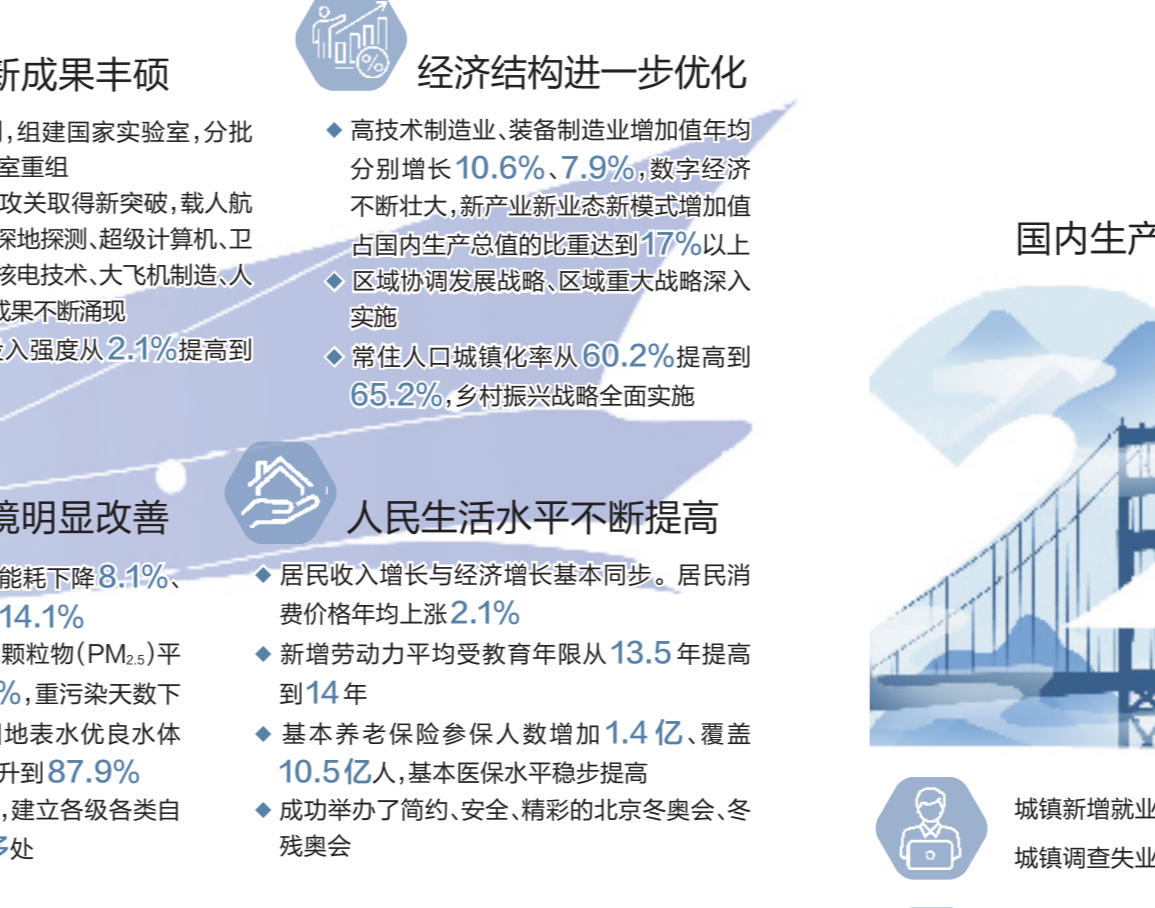 新成果丰硕
,组建国家实验室,分批
室重组
攻关取得新突破,载人航
深地探测、超级计算机、卫
核电技术、大飞机制造、人
成果不断涌现
入强度从2.1%提高到
经济结构进一步优化
◆ 高技术制造业、装备制造业增加值年均
分别增长10.6%、7.9%,数字经济
不断壮大,新产业新业态新模式增加值
占国内生产总值的比重达到17%以上
◆ 区域协调发展战略、区域重大战略深入
实施
◆ 常住人口城镇化率从60.2%提高到
65.2%,乡村振兴战略全面实施
境明显改善
能耗下降8.1%、
14.1%
颗粒物(PM2.5)平
%,重污染天数下
地表水优良水体
升到87.9%
,建立各级各类自
多处
人民生活水平不断提高
◆ 居民收入增长与经济增长基本同步。居民消
费价格年均上涨2.1%
◆ 新增劳动力平均受教育年限从13.5年提高
到14年
◆ 基本养老保险参保人数增加1.4亿、覆盖
10.5亿人,基本医保水平稳步提高
◆ 成功举办了简约、安全、精彩的北京冬奥会、冬
残奥会
国内生产
2
城镇新增就业
城镇调查失业